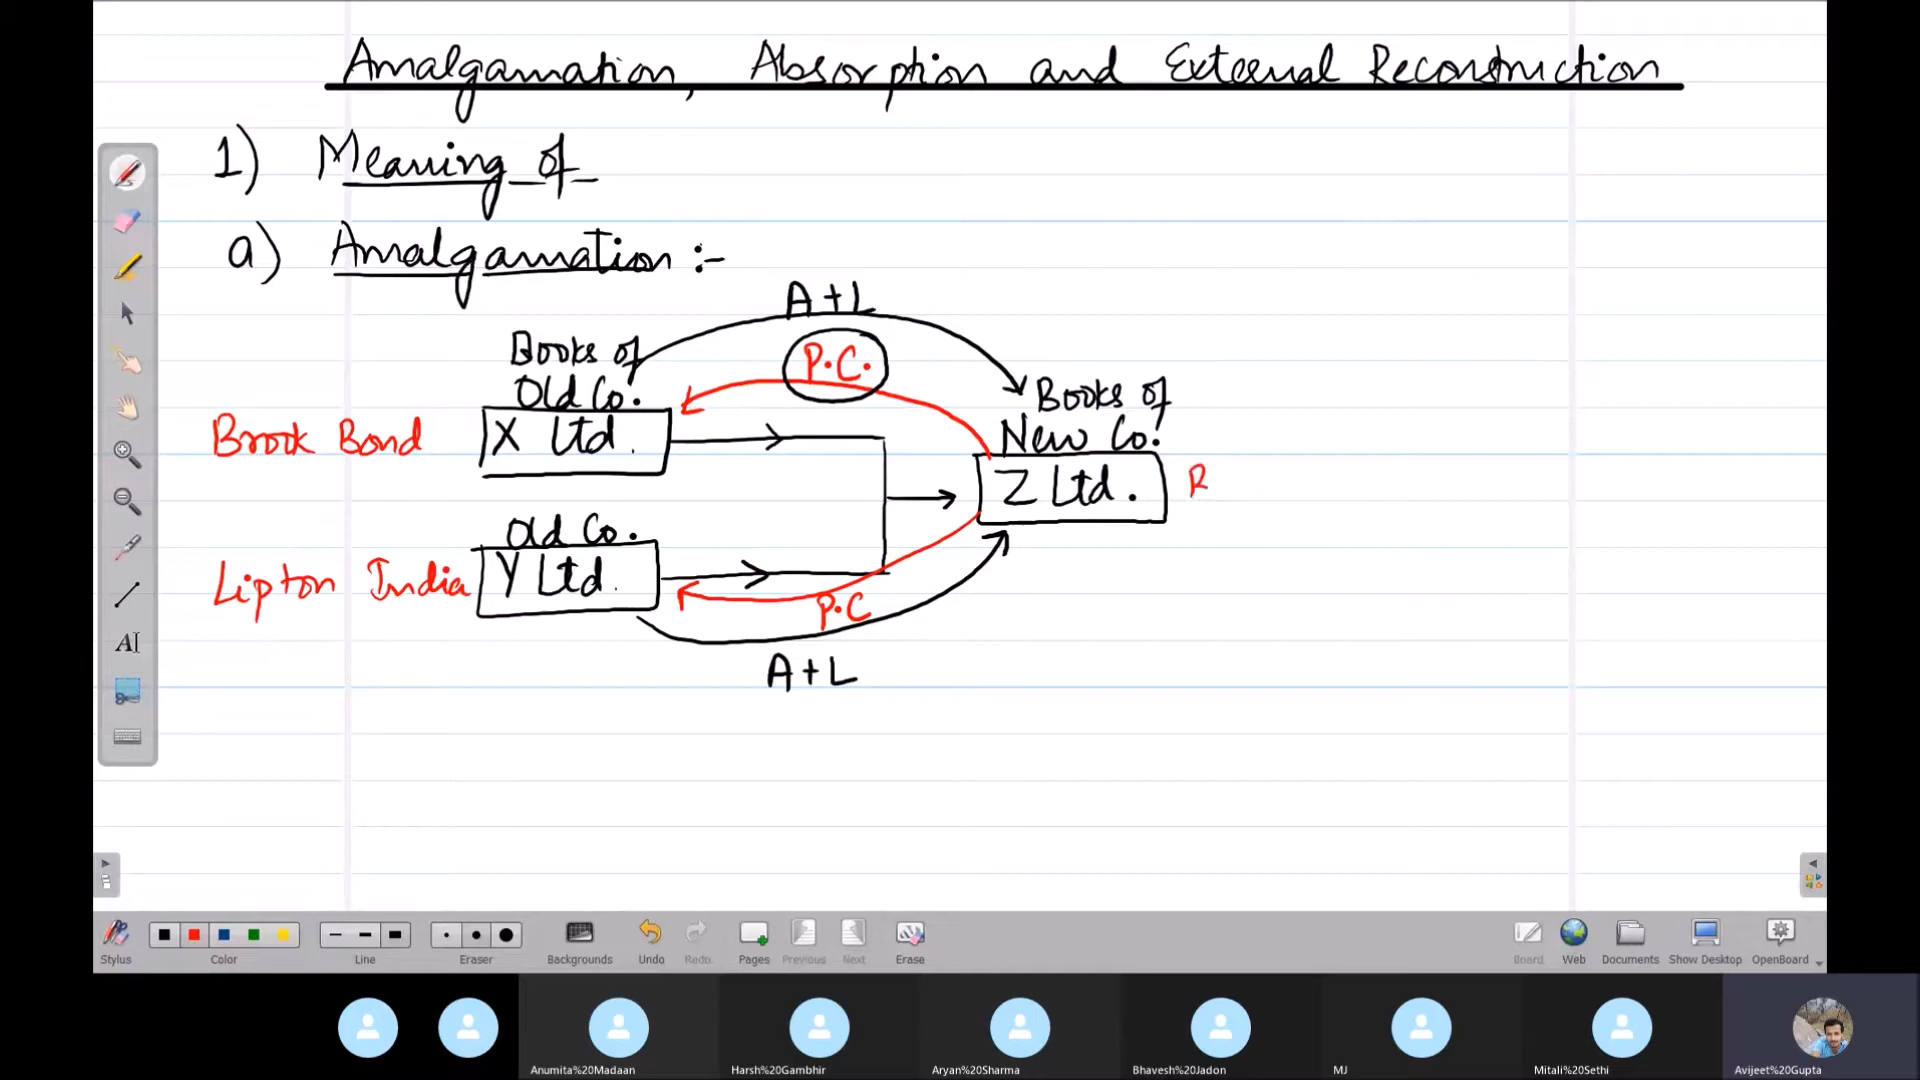 Amalgamation, Absorption and External Reconstruction
1) Meaning of
a) Amalgamation :-
A+L
Books of
Old Co.
P.C.
Books of
New Co.
Brook Bond
X Ltd.
Z Ltd.
R
Old Co.
Lipton India
Y Ltd.
P.C
A+L
Stylus
Color
Line
Eraser
Backgrounds
Undo
Redo
Pages
Previous
Next
Erase
Board
Web
Documents
Show Desktop
OpenBoard
Anumita%20Madaan
Harsh%20Gambhir
Aryan%20Sharma
Bhavesh%20Jadon
MJ
Mitali%20Sethi
Avijeet%20Gupta